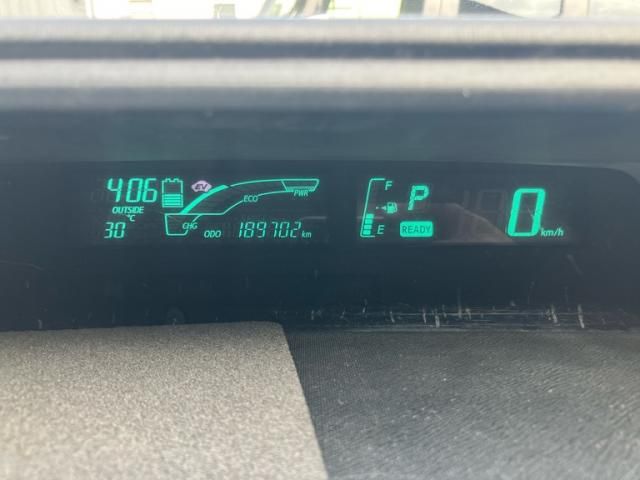 4:06 EV
ECO PWR
OUTSIDE
°C
30 CHG ODO 189702 km
F
P
E READY
0 km/h